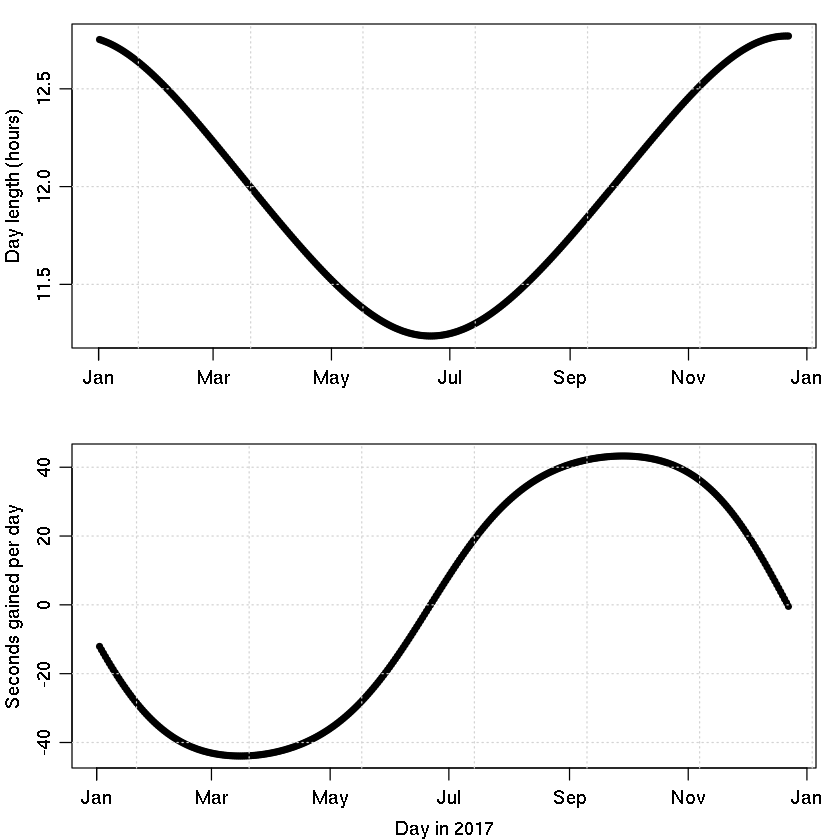 Day length (hours)
12.5
12.0
11.5
Jan Mar May Jul Sep Nov Jan
Seconds gained per day
40
20
0
-20
-40
Jan Mar May Jul Sep Nov Jan
Day in 2017